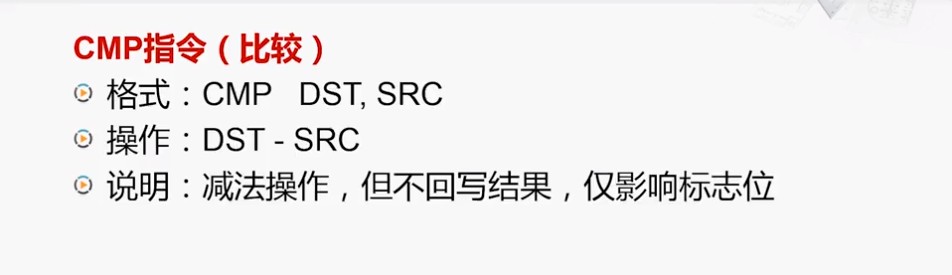 CMP指令（比较）
格式：CMP DST, SRC
操作：DST - SRC
说明：减法操作，但不回写结果，仅影响标志位